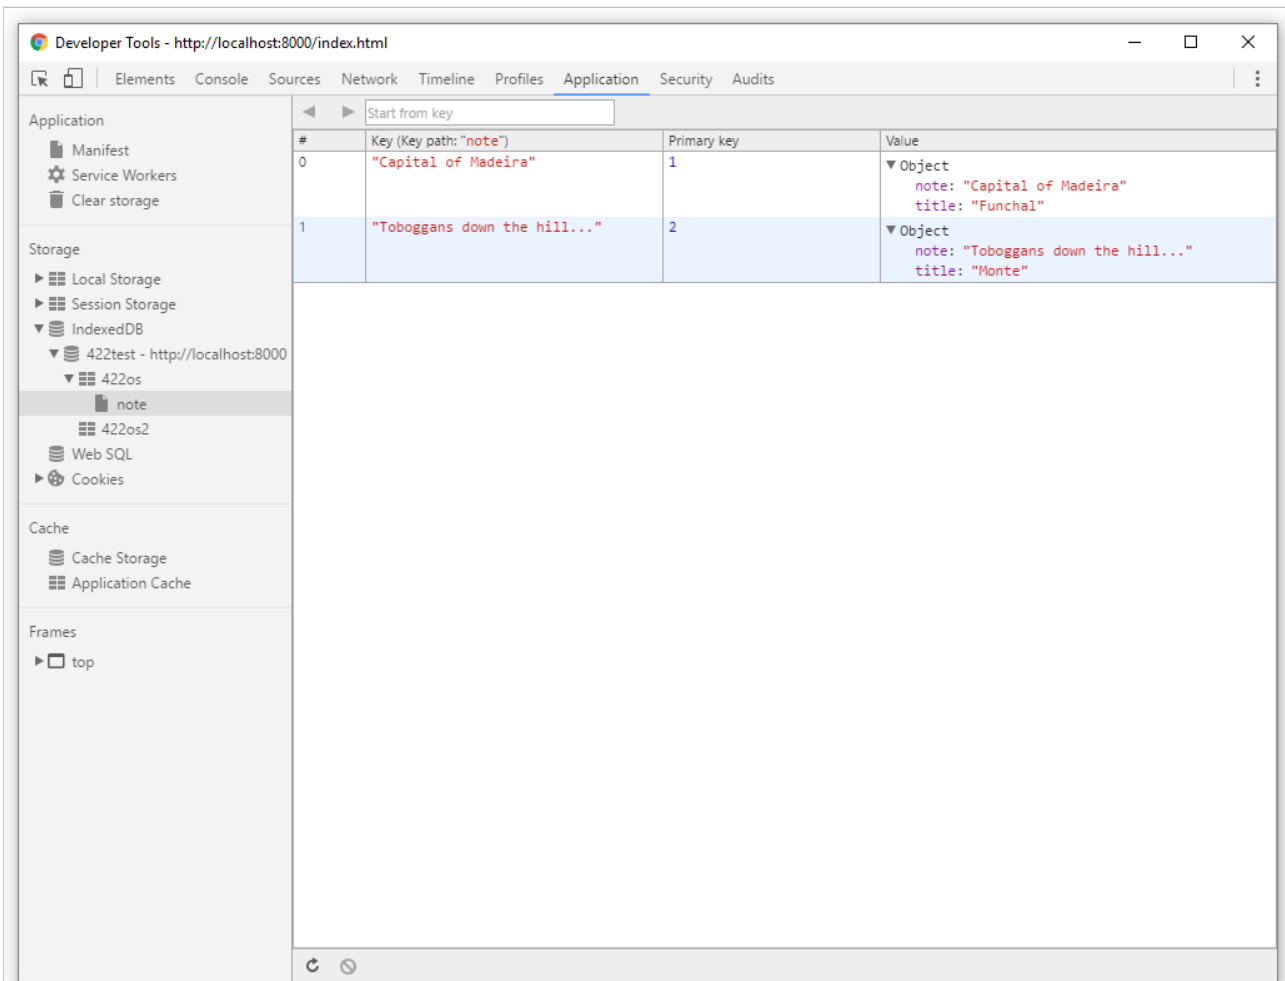 Developer Tools - http://localhost:8000/index.html
Elements Console Sources Network Timeline Profiles Application Security Audits
Application
Manifest
Service Workers
Clear storage
Storage
Local Storage
Session Storage
IndexedDB
422test - http://localhost:8000
422os
note
422os2
Web SQL
Cookies
Cache
Cache Storage
Application Cache
Frames
top
Start from key
# Key (Key path: "note") Primary key Value
0 "Capital of Madeira" 1 Object
note: "Capital of Madeira"
title: "Funchal"
1 "Toboggans down the hill..." 2 Object
note: "Toboggans down the hill..."
title: "Monte"